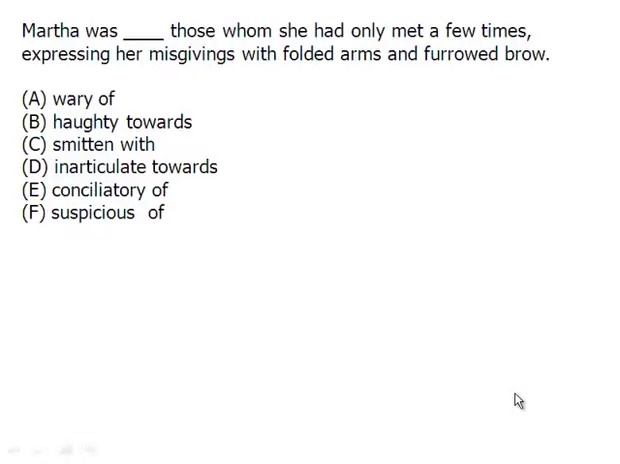 Martha was ____ those whom she had only met a few times,
expressing her misgivings with folded arms and furrowed brow.
(A) wary of
(B) haughty towards
(C) smitten with
(D) inarticulate towards
(E) conciliatory of
(F) suspicious of